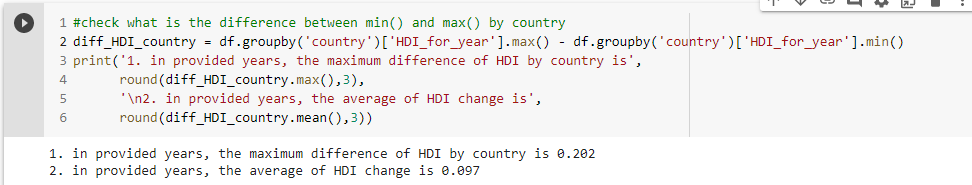 1 #check what is the difference between min() and max() by country
2 diff_HDI_country = df.groupby('country')['HDI_for_year'].max() - df.groupby('country')['HDI_for_year'].min()
3 print('1. in provided years, the maximum difference of HDI by country is',
4 round(diff_HDI_country.max(),3),
5 '\n2. in provided years, the average of HDI change is',
6 round(diff_HDI_country.mean(),3))
1. in provided years, the maximum difference of HDI by country is 0.202
2. in provided years, the average of HDI change is 0.097